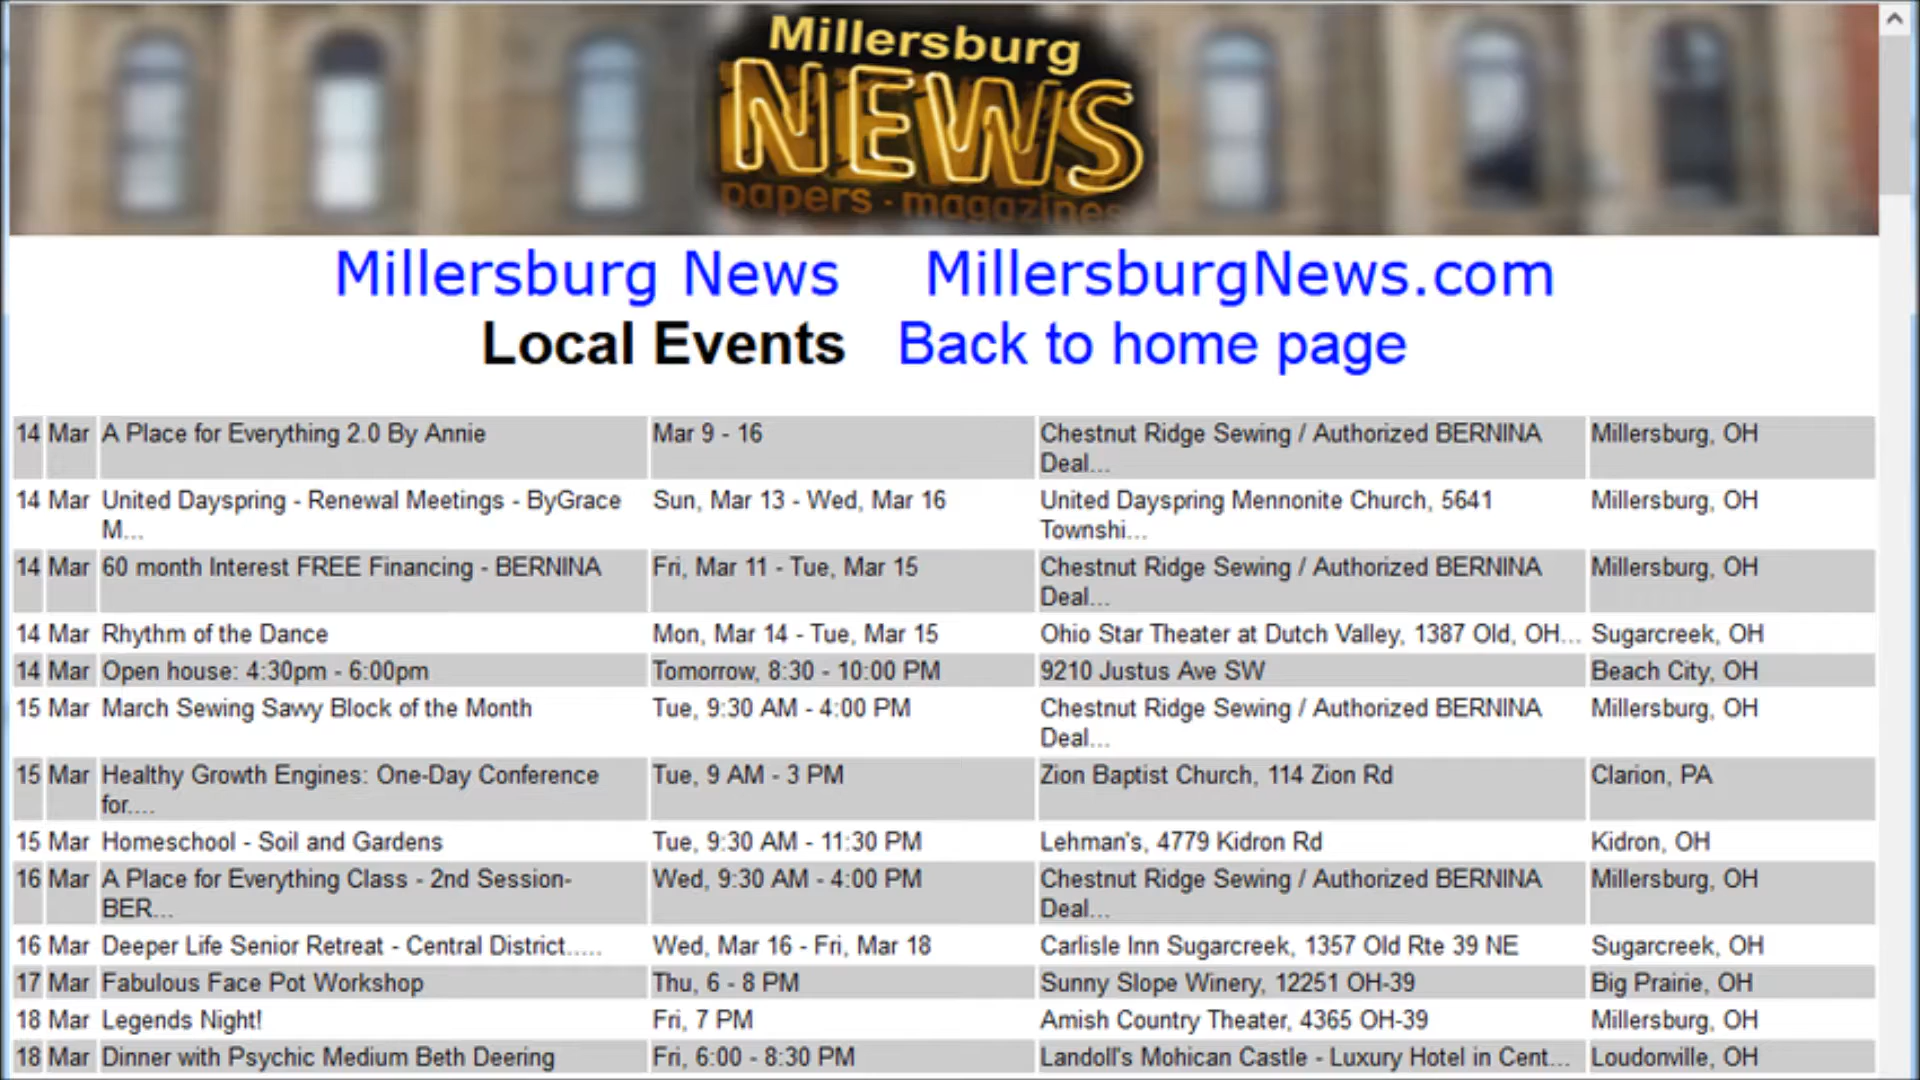 Millersburg
NEWS
papers · magazines
Millersburg News MillersburgNews.com
Local Events Back to home page
14 Mar A Place for Everything 2.0 By Annie Mar 9 - 16 Chestnut Ridge Sewing / Authorized BERNINA Millersburg, OH
Deal...
14 Mar United Dayspring - Renewal Meetings - ByGrace Sun, Mar 13 - Wed, Mar 16 United Dayspring Mennonite Church, 5641 Millersburg, OH
M... Townshi...
14 Mar 60 month Interest FREE Financing - BERNINA Fri, Mar 11 - Tue, Mar 15 Chestnut Ridge Sewing / Authorized BERNINA Millersburg, OH
Deal...
14 Mar Rhythm of the Dance Mon, Mar 14 - Tue, Mar 15 Ohio Star Theater at Dutch Valley, 1387 Old, OH... Sugarcreek, OH
14 Mar Open house: 4:30pm - 6:00pm Tomorrow, 8:30 - 10:00 PM 9210 Justus Ave SW Beach City, OH
15 Mar March Sewing Savvy Block of the Month Tue, 9:30 AM - 4:00 PM Chestnut Ridge Sewing / Authorized BERNINA Millersburg, OH
Deal...
15 Mar Healthy Growth Engines: One-Day Conference Tue, 9 AM - 3 PM Zion Baptist Church, 114 Zion Rd Clarion, PA
for....
15 Mar Homeschool - Soil and Gardens Tue, 9:30 AM - 11:30 PM Lehman's, 4779 Kidron Rd Kidron, OH
16 Mar A Place for Everything Class - 2nd Session- Wed, 9:30 AM - 4:00 PM Chestnut Ridge Sewing / Authorized BERNINA Millersburg, OH
BER... Deal...
16 Mar Deeper Life Senior Retreat - Central District..... Wed, Mar 16 - Fri, Mar 18 Carlisle Inn Sugarcreek, 1357 Old Rte 39 NE Sugarcreek, OH
17 Mar Fabulous Face Pot Workshop Thu, 6 - 8 PM Sunny Slope Winery, 12251 OH-39 Big Prairie, OH
18 Mar Legends Night! Fri, 7 PM Amish Country Theater, 4365 OH-39 Millersburg, OH
18 Mar Dinner with Psychic Medium Beth Deering Fri, 6:00 - 8:30 PM Landoll's Mohican Castle - Luxury Hotel in Cent... Loudonville, OH